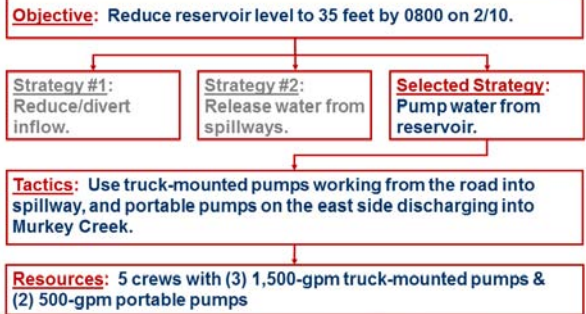 Objective: Reduce reservoir level to 35 feet by 0800 on 2/10.
Strategy #1:
Reduce/divert
inflow.
Strategy #2:
Release water from
spillways.
Selected Strategy:
Pump water from
reservoir.
Tactics: Use truck-mounted pumps working from the road into
spillway, and portable pumps on the east side discharging into
Murkey Creek.
Resources: 5 crews with (3) 1,500-gpm truck-mounted pumps &
(2) 500-gpm portable pumps